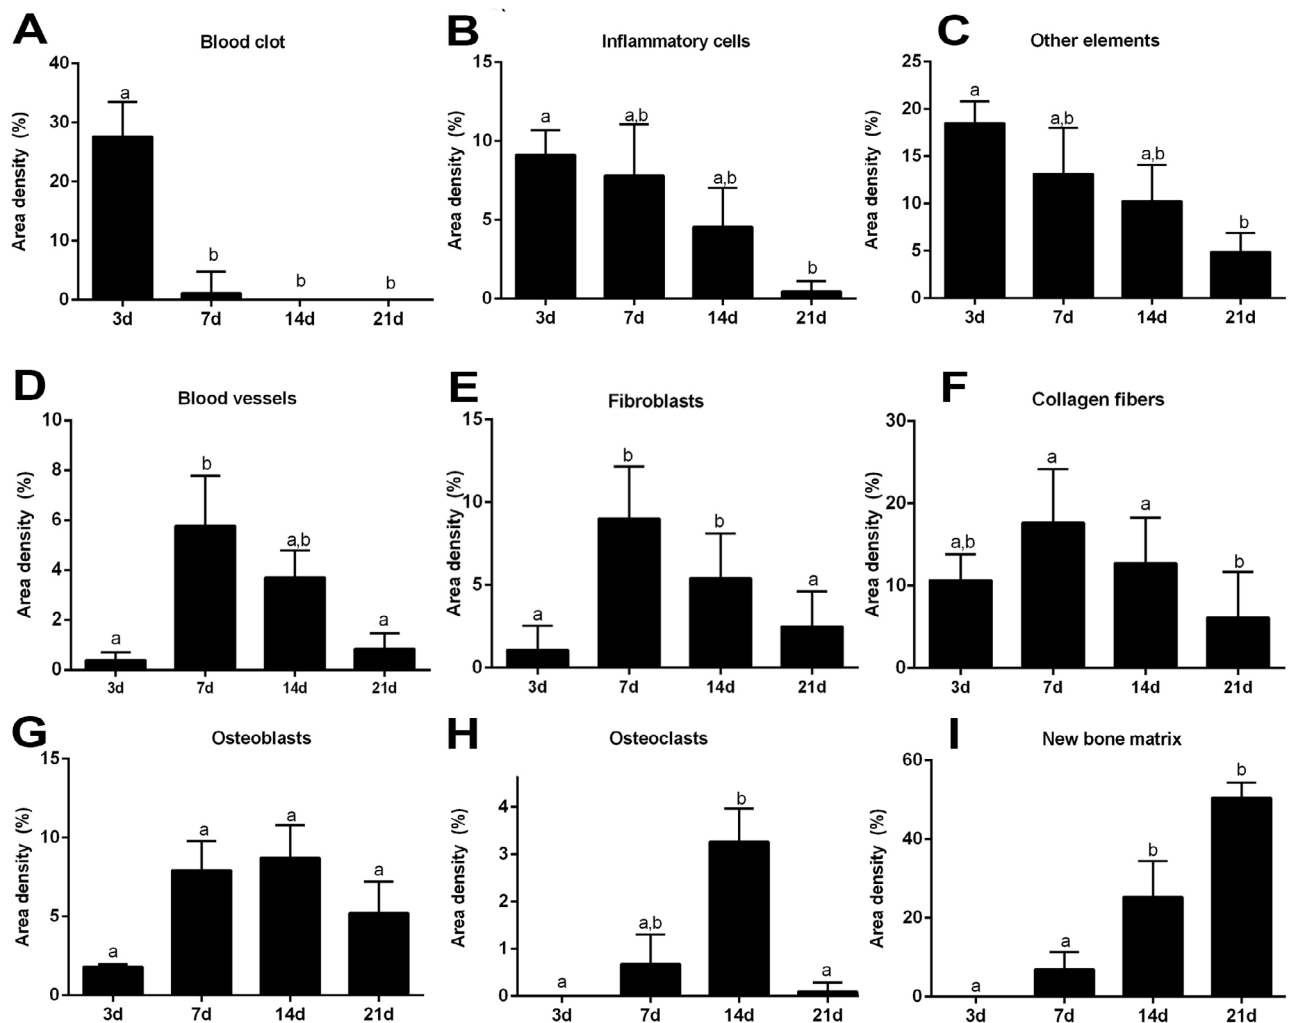 A
Blood clot
Area density (%)
40
30
20
10
0
a
b
b
b
3d 7d 14d 21d
B
Inflammatory cells
Area density (%)
15
10
5
0
a
a,b
a,b
b
3d 7d 14d 21d
C
Other elements
Area density (%)
25
20
15
10
5
0
a
a,b
a,b
b
3d 7d 14d 21d
D
Blood vessels
Area density (%)
10
8
6
4
2
0
a
b
a,b
a
3d 7d 14d 21d
E
Fibroblasts
Area density (%)
15
10
5
0
a
b
b
a
3d 7d 14d 21d
F
Collagen fibers
Area density (%)
30
20
10
0
a,b
a
a
b
3d 7d 14d 21d
G
Osteoblasts
Area density (%)
15
10
5
0
a
a
a
a
3d 7d 14d 21d
H
Osteoclasts
Area density (%)
4
3
2
1
0
a
a,b
b
a
3d 7d 14d 21d
I
New bone matrix
Area density (%)
60
40
20
0
a
a
b
b
3d 7d 14d 21d